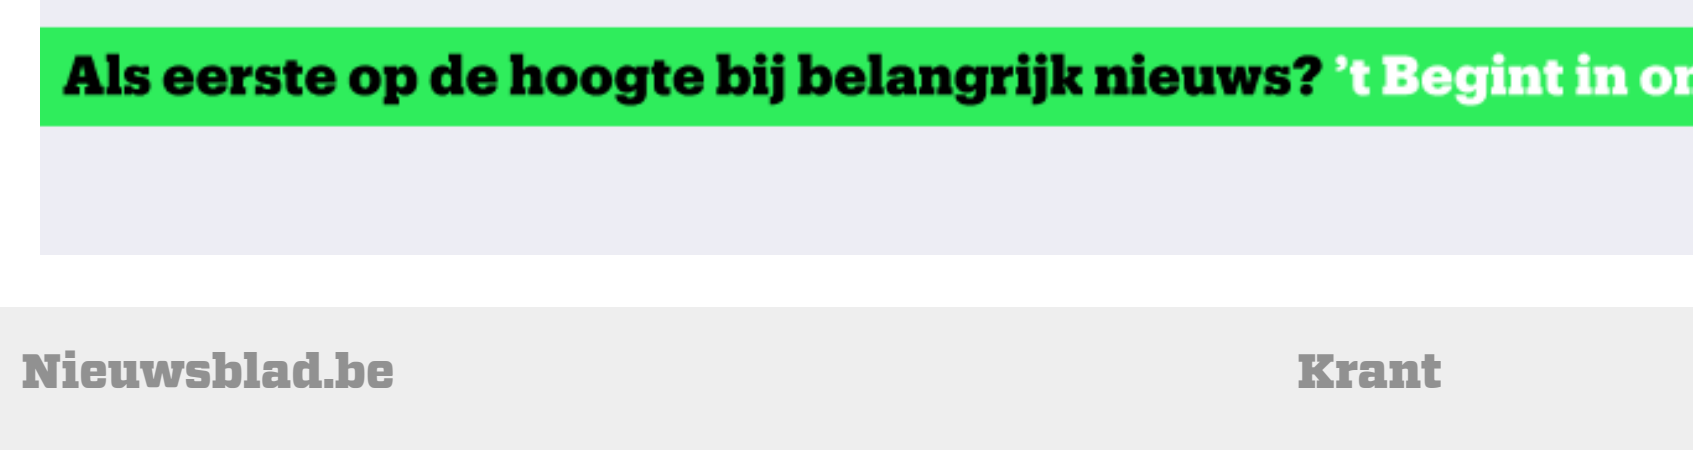 Als eerste op de hoogte bij belangrijk nieuws? ’t Begint in
Nieuwsblad.be
Krant